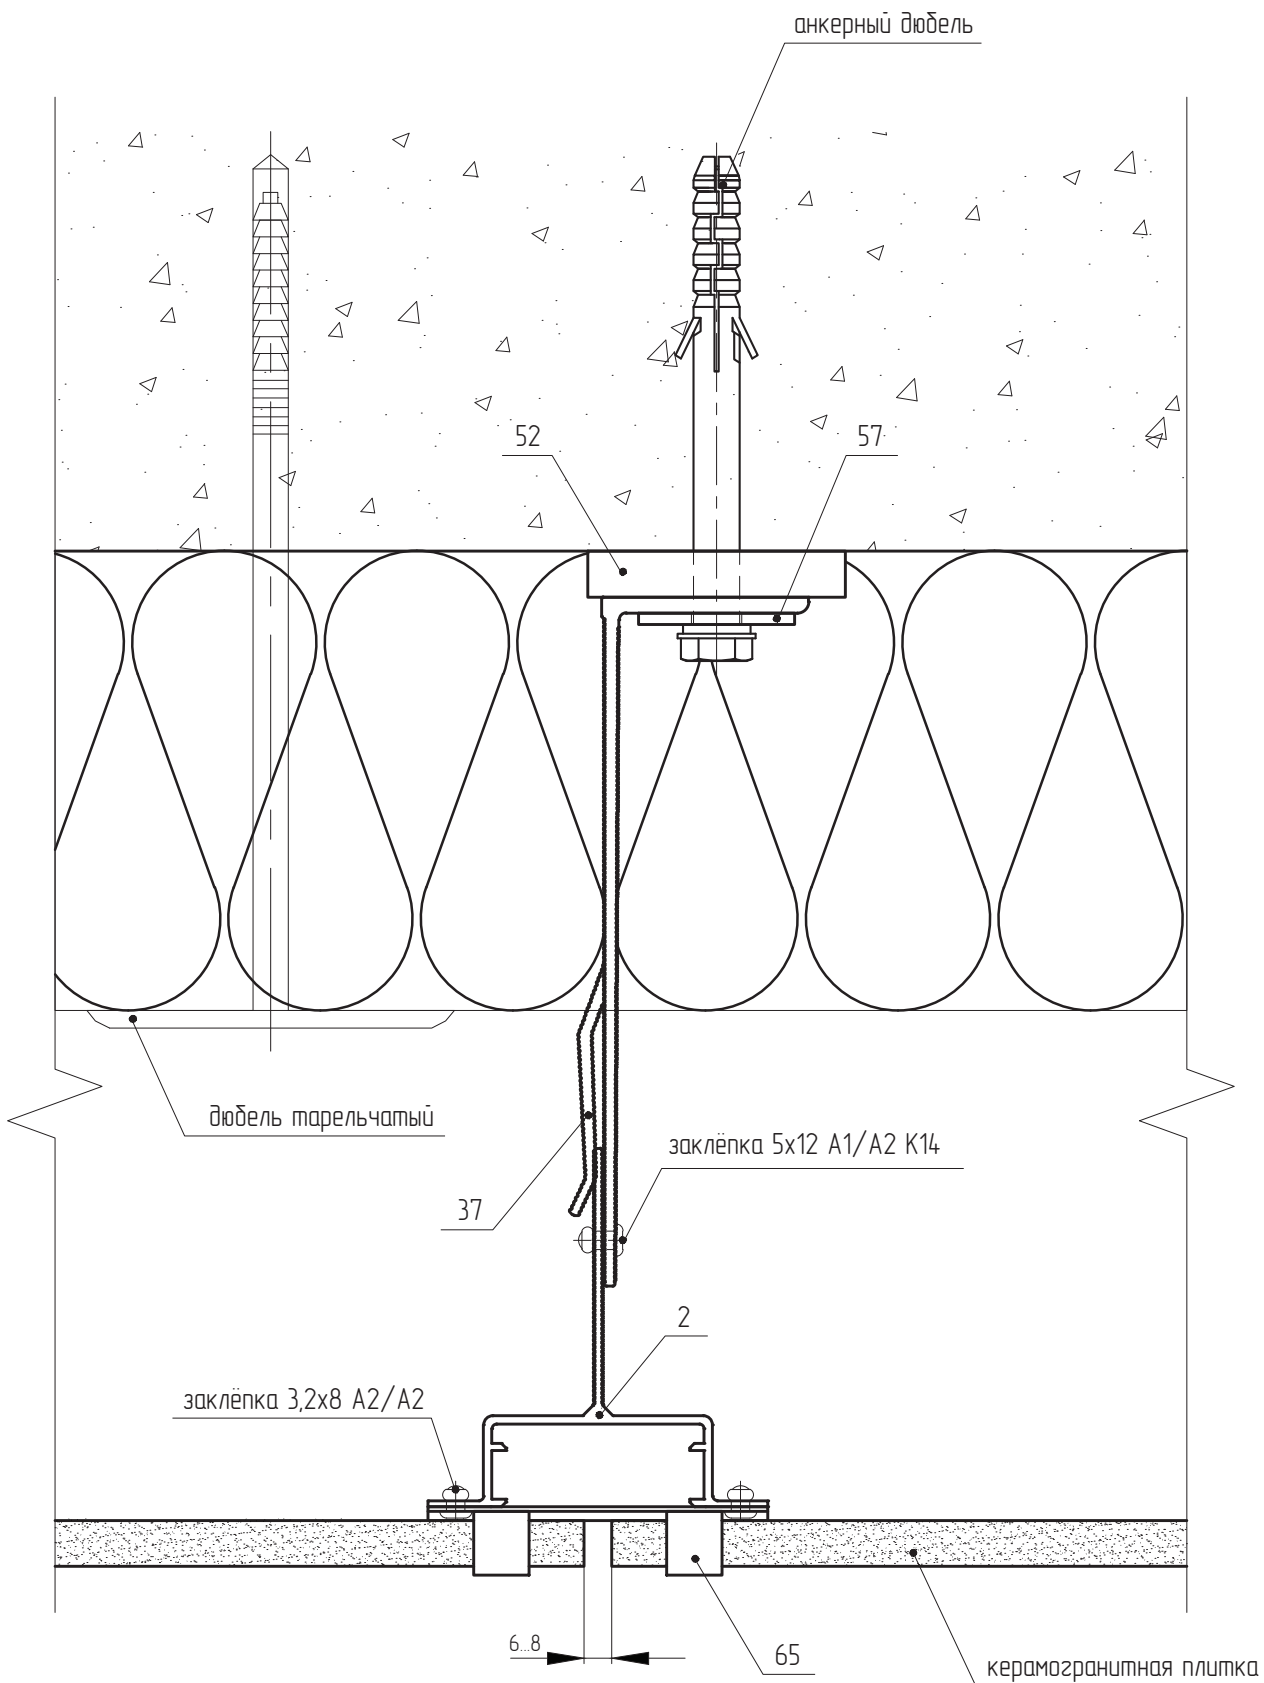 анкерный дюбель
52
57
дюбель тарельчатый
заклёпка 5х12 А1/А2 К14
37
2
заклёпка 3,2х8 А2/А2
6...8
65
керамогранитная плитка